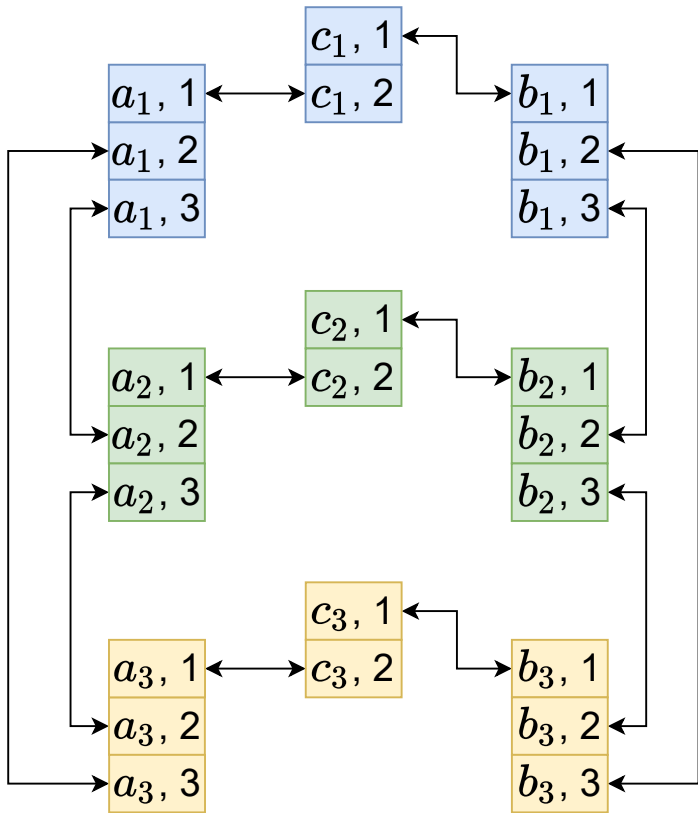 c₁, 1
a₁, 1
c₁, 2
b₁, 1
a₁, 2
b₁, 2
a₁, 3
b₁, 3
c₂, 1
a₂, 1
c₂, 2
b₂, 1
a₂, 2
b₂, 2
a₂, 3
b₂, 3
c₃, 1
a₃, 1
c₃, 2
b₃, 1
a₃, 2
b₃, 2
a₃, 3
b₃, 3